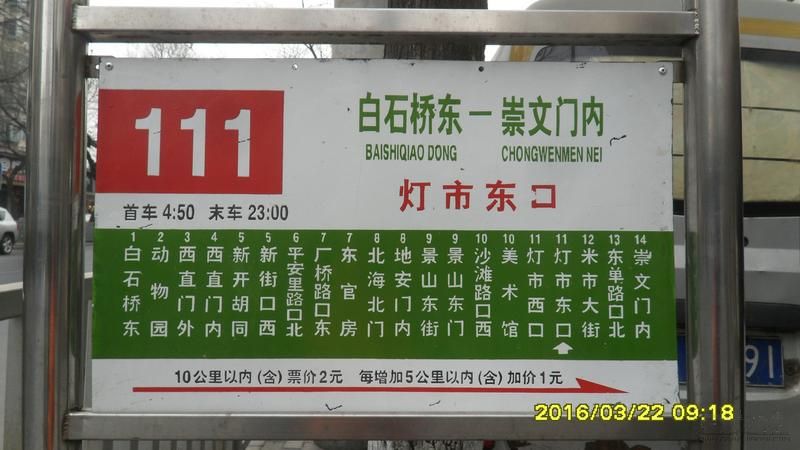 111
白石桥东一崇文门内
BAISHIQIAO DONG CHONGWENMEN NEI
灯市东口
首车 4:50 末车 23:00
1 2 3 4 5 5 6 7 7 8 8 9 9 10 10 11 11 12 13 14
白石桥东
动物园
西直门外
西直门内
新开胡同
新街口西
平安里路口北
厂桥路口东
东官房
北海北门
地安门内
景山东街
景山东门
沙滩路口西
美术馆
灯市西口
灯市东口
米市大街
东单路口北
崇文门内
10公里以内(含)票价2元 每增加5公里以内(含)加价1元
91
2016/03/22 09:18